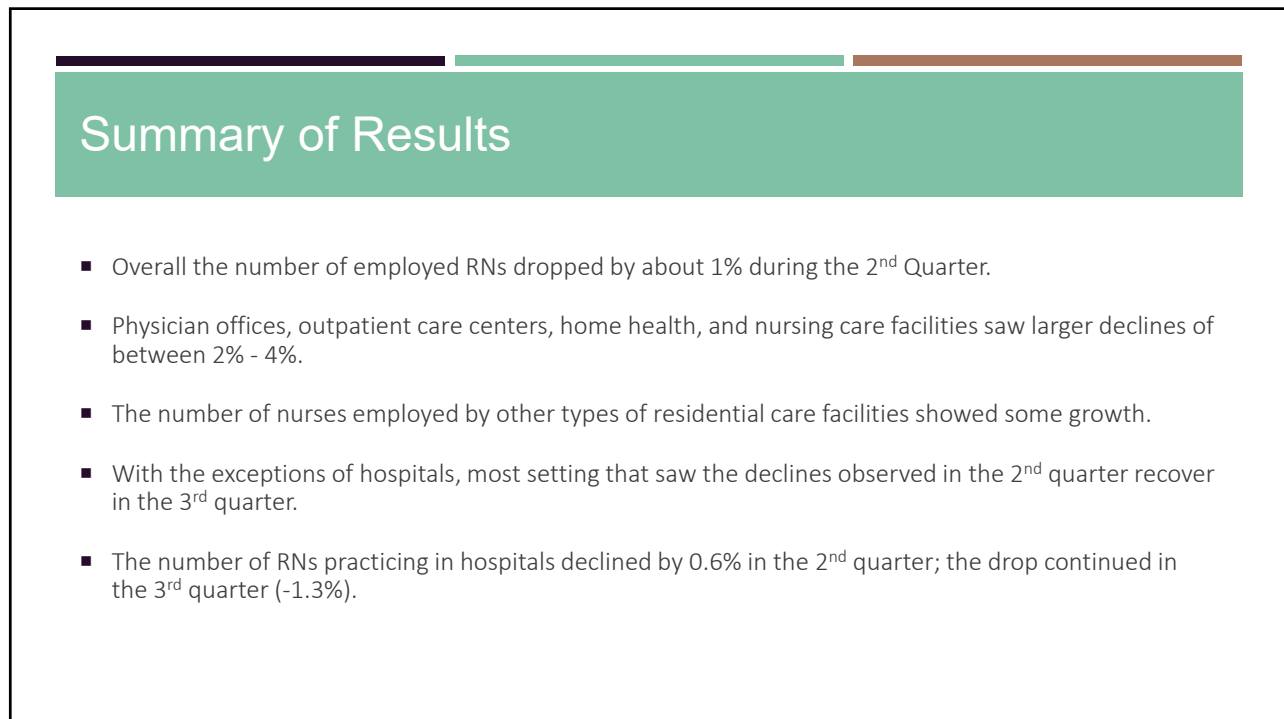 Summary of Results
▪ Overall the number of employed RNs dropped by about 1% during the 2nd Quarter.
▪ Physician offices, outpatient care centers, home health, and nursing care facilities saw larger declines of
between 2% - 4%.
▪ The number of nurses employed by other types of residential care facilities showed some growth.
▪ With the exceptions of hospitals, most setting that saw the declines observed in the 2nd quarter recover
in the 3rd quarter.
▪ The number of RNs practicing in hospitals declined by 0.6% in the 2nd quarter; the drop continued in
the 3rd quarter (-1.3%).